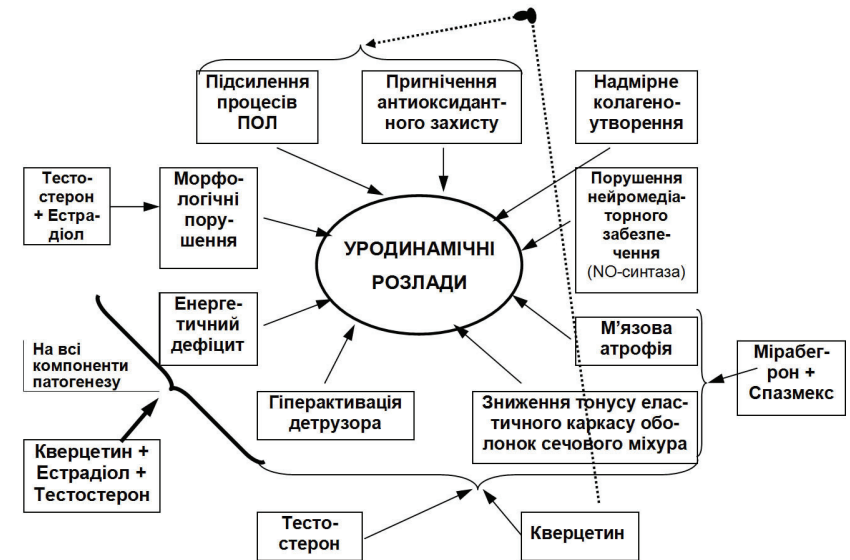 Підсилення
процесів
ПОЛ
Пригнічення
антиоксидант-
ного захисту
Надмірне
колагено-
утворення
Тесто-
стерон
+ Естра-
діол
Морфо-
логічні
пору-
шення
УРОДИНАМІЧНІ
РОЗЛАДИ
Порушення
нейромедіа-
торного
забезпе-
чення
(NO-синтаза)
Енерге-
тичний
дефіцит
М’язова
атрофія
На всі
компоненти
патогенезу
Мірабег-
рон +
Спазмекс
Гіперактивація
детрузора
Зниження тонусу елас-
тичного каркасу обо-
лонок сечового міхура
Кверцетин +
Естрадіол +
Тестостерон
Тесто-
стерон
Кверцетин